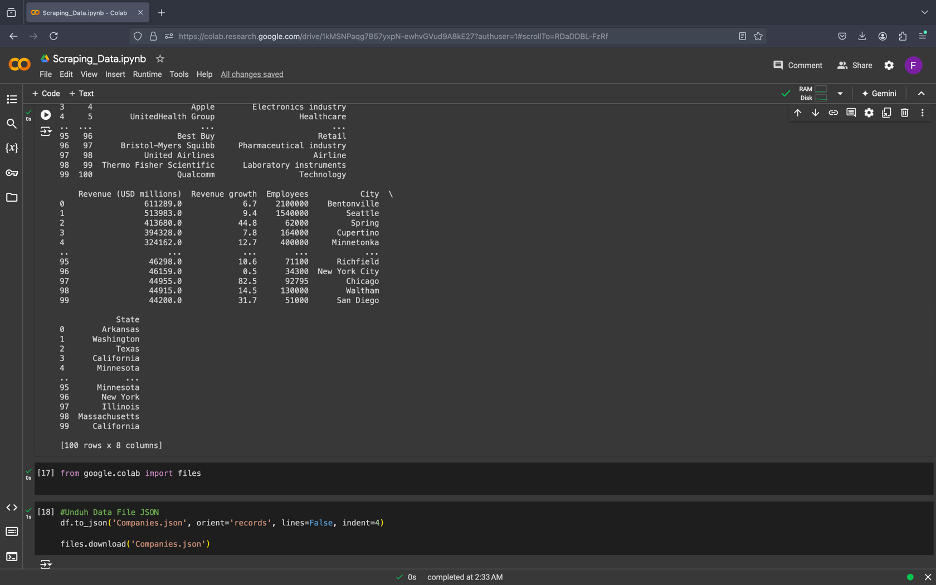 Scraping_Data.ipynb - Colab
https://colab.research.google.com/drive/1kMSNPaqg7B67yxpN-ewhvGVud9A8kE27?authuser=1#scrollTo=RDaDOBL-FzRf
Scraping_Data.ipynb
Comment
Share
F
File Edit View Insert Runtime Tools Help All changes saved
+ Code + Text
RAM
Disk
Gemini
3 4 Apple Electronics industry
4 5 UnitedHealth Group Healthcare
.. ... ... ...
95 96 Best Buy Retail
96 97 Bristol-Myers Squibb Pharmaceutical industry
97 98 United Airlines Airline
98 99 Thermo Fisher Scientific Laboratory instruments
99 100 Qualcomm Technology
Revenue (USD millions) Revenue growth Employees City \
0 611289.0 6.7 2100000 Bentonville
1 513983.0 9.4 1540000 Seattle
2 413680.0 44.8 62000 Spring
3 394328.0 7.8 164000 Cupertino
4 324162.0 12.7 400000 Minnetonka
.. ... ... ... ...
95 46298.0 10.6 71100 Richfield
96 46159.0 0.5 34300 New York City
97 44955.0 82.5 92795 Chicago
98 44915.0 14.5 130000 Waltham
99 44200.0 31.7 51000 San Diego
State
0 Arkansas
1 Washington
2 Texas
3 California
4 Minnesota
.. ...
95 Minnesota
96 New York
97 Illinois
98 Massachusetts
99 California
[100 rows x 8 columns]
[17] from google.colab import files
0s
[18] #Unduh Data File JSON
1s
df.to_json('Companies.json', orient='records', lines=False, indent=4)
files.download('Companies.json')
0s completed at 2:33 AM